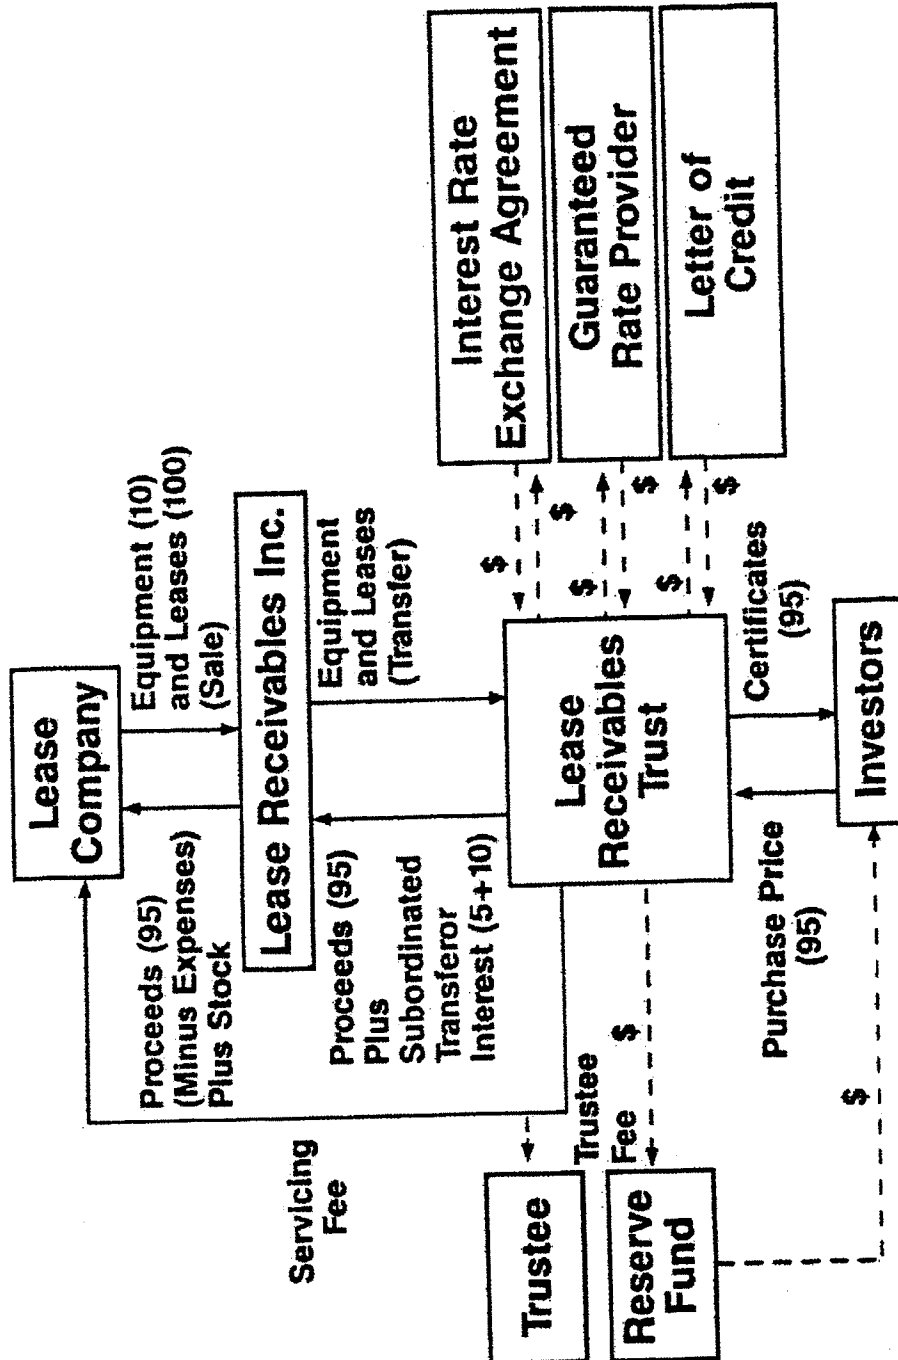 Lease
Company
Proceeds (95)
(Minus Expenses)
Plus Stock
Equipment (10)
and Leases (100)
(Sale)
Lease Receivables Inc.
Servicing
Fee
Proceeds (95)
Plus
Subordinated
Transferor
Interest (5+10)
Equipment
and Leases
(Transfer)
Interest Rate
Exchange Agreement
$
$
Trustee
Trustee
Fee
Lease
Receivables
Trust
Guaranteed
Rate Provider
$
$
Reserve
Fund
$
Letter of
Credit
$
$
Purchase Price
(95)
Certificates
(95)
$
Investors